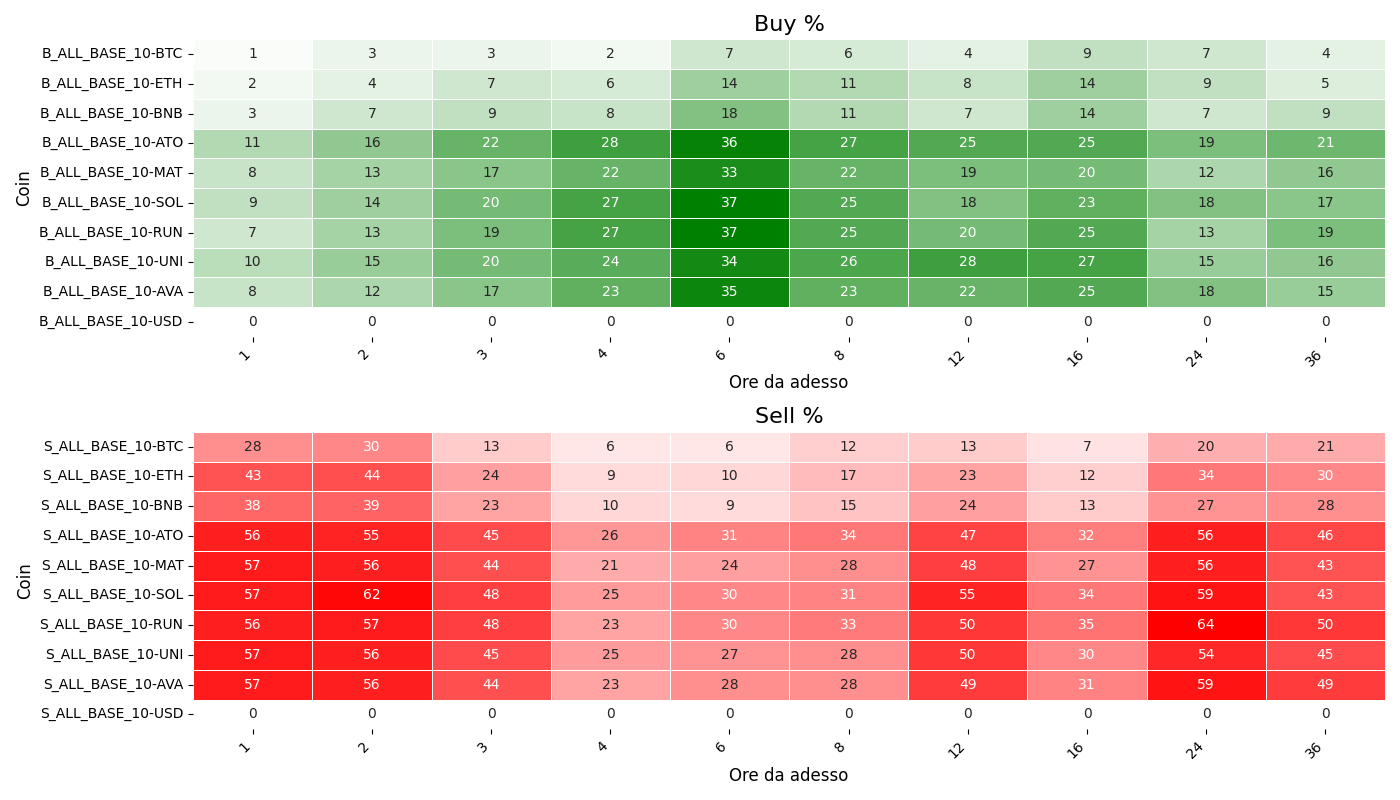 Buy %
Coin
B_ALL_BASE_10-BTC 1 3 3 2 7 6 4 9 7 4
B_ALL_BASE_10-ETH 2 4 7 6 14 11 8 14 9 5
B_ALL_BASE_10-BNB 3 7 9 8 18 11 7 14 7 9
B_ALL_BASE_10-ATO 11 16 22 28 36 27 25 25 19 21
B_ALL_BASE_10-MAT 8 13 17 22 33 22 19 20 12 16
B_ALL_BASE_10-SOL 9 14 20 27 37 25 18 23 18 17
B_ALL_BASE_10-RUN 7 13 19 27 37 25 20 25 13 19
B_ALL_BASE_10-UNI 10 15 20 24 34 26 28 27 15 16
B_ALL_BASE_10-AVA 8 12 17 23 35 23 22 25 18 15
B_ALL_BASE_10-USD 0 0 0 0 0 0 0 0 0 0
1 2 3 4 6 8 12 16 24 36
Ore da adesso
Sell %
Coin
S_ALL_BASE_10-BTC 28 30 13 6 6 12 13 7 20 21
S_ALL_BASE_10-ETH 43 44 24 9 10 17 23 12 34 30
S_ALL_BASE_10-BNB 38 39 23 10 9 15 24 13 27 28
S_ALL_BASE_10-ATO 56 55 45 26 31 34 47 32 56 46
S_ALL_BASE_10-MAT 57 56 44 21 24 28 48 27 56 43
S_ALL_BASE_10-SOL 57 62 48 25 30 31 55 34 59 43
S_ALL_BASE_10-RUN 56 57 48 23 30 33 50 35 64 50
S_ALL_BASE_10-UNI 57 56 45 25 27 28 50 30 54 45
S_ALL_BASE_10-AVA 57 56 44 23 28 28 49 31 59 49
S_ALL_BASE_10-USD 0 0 0 0 0 0 0 0 0 0
1 2 3 4 6 8 12 16 24 36
Ore da adesso